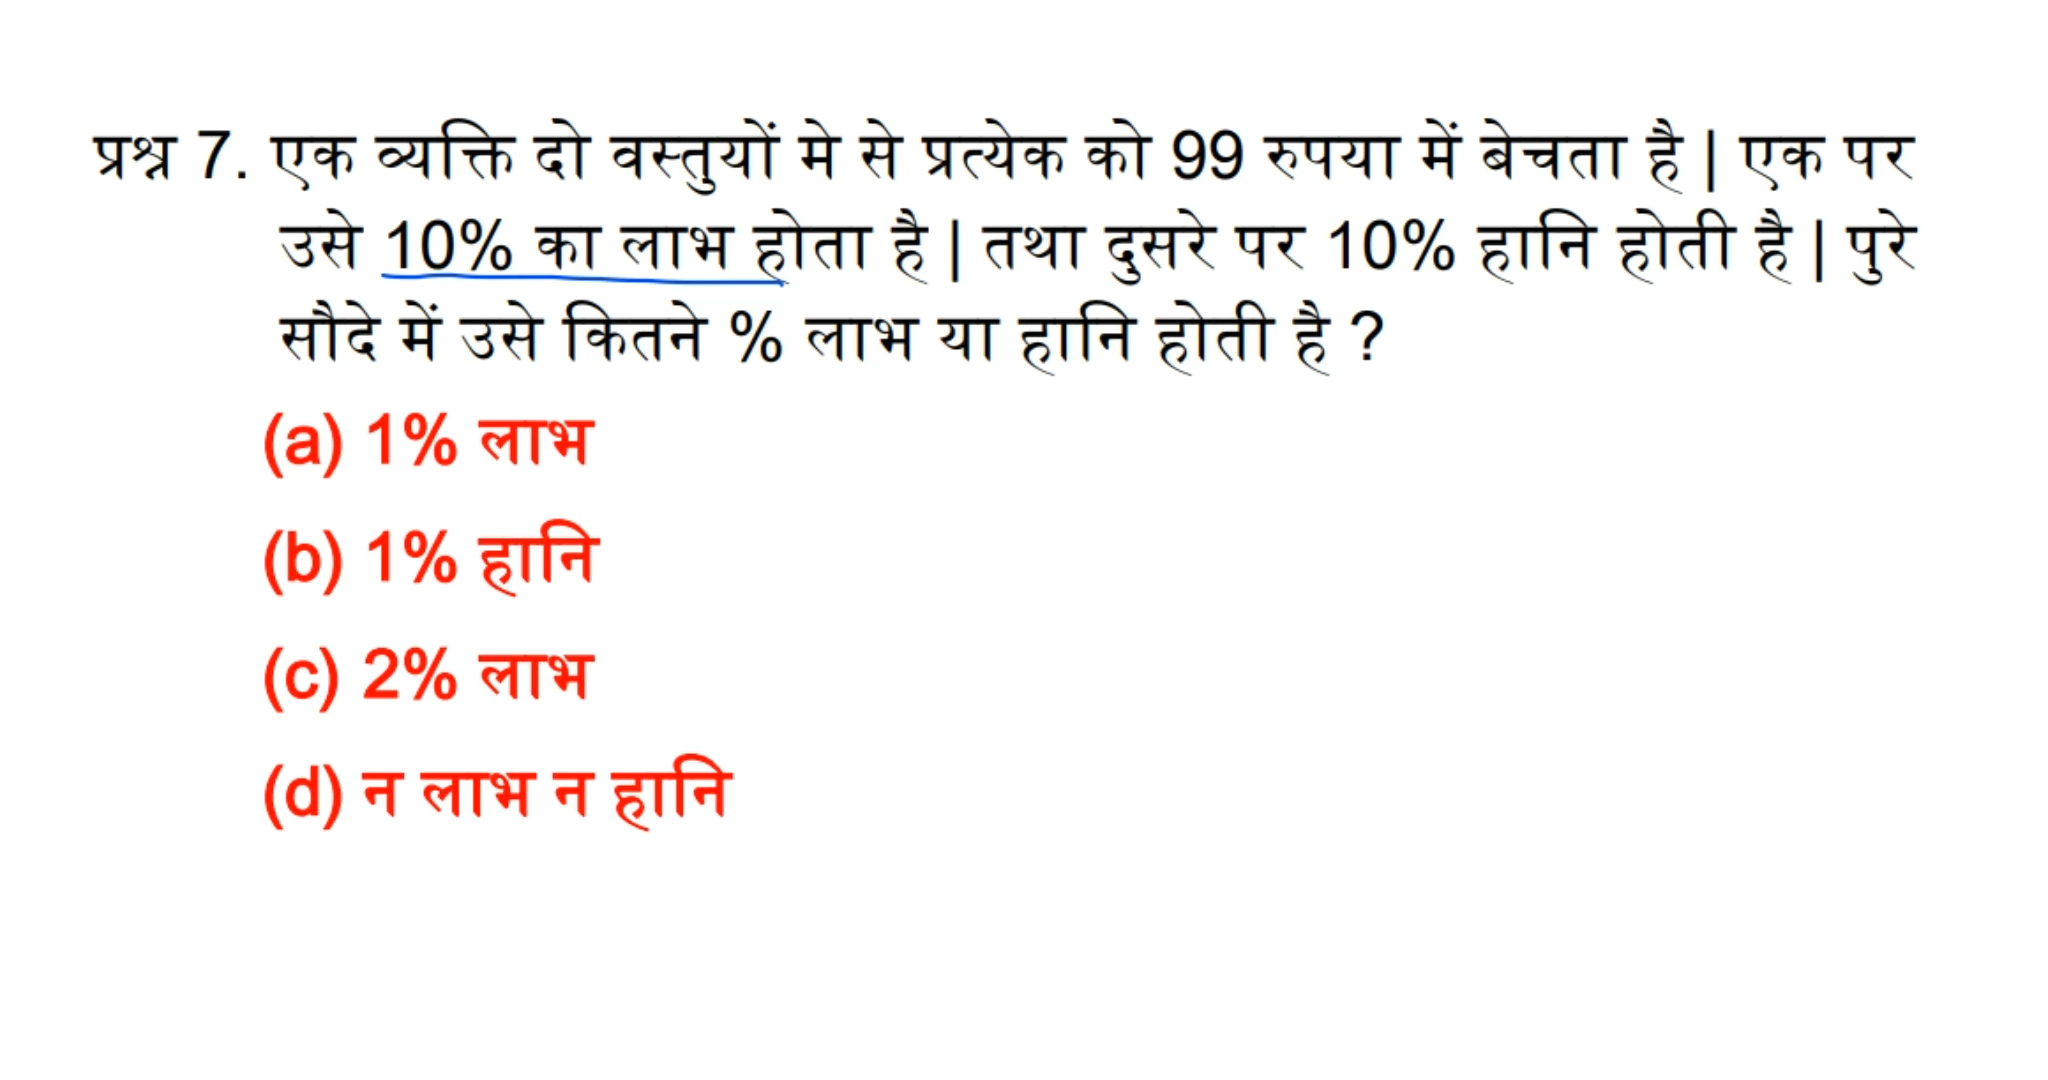 प्रश्न 7. एक व्यक्ति दो वस्तुयों मे से प्रत्येक को 99 रुपया में बेचता है | एक पर
उसे 10% का लाभ होता है | तथा दुसरे पर 10% हानि होती है | पुरे
सौदे में उसे कितने % लाभ या हानि होती है ?
(a) 1% लाभ
(b) 1% हानि
(c) 2% लाभ
(d) न लाभ न हानि